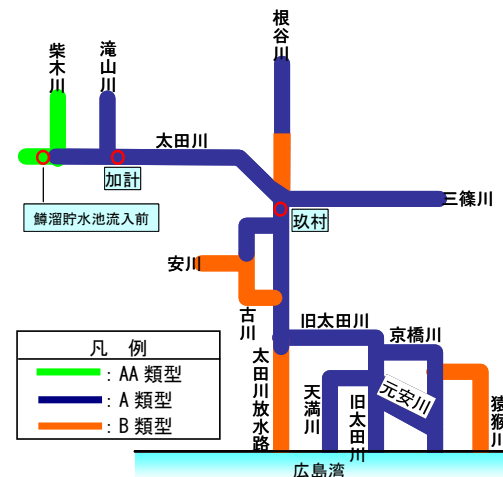 柴木川
滝山川
根谷川
太田川
加計
鱒溜貯水池流入前
三篠川
玖村
安川
古川
旧太田川
京橋川
太田川放水路
天満川
旧太田川
元安川
猿猴川
凡 例
: AA 類型
: A 類型
: B 類型
広島湾